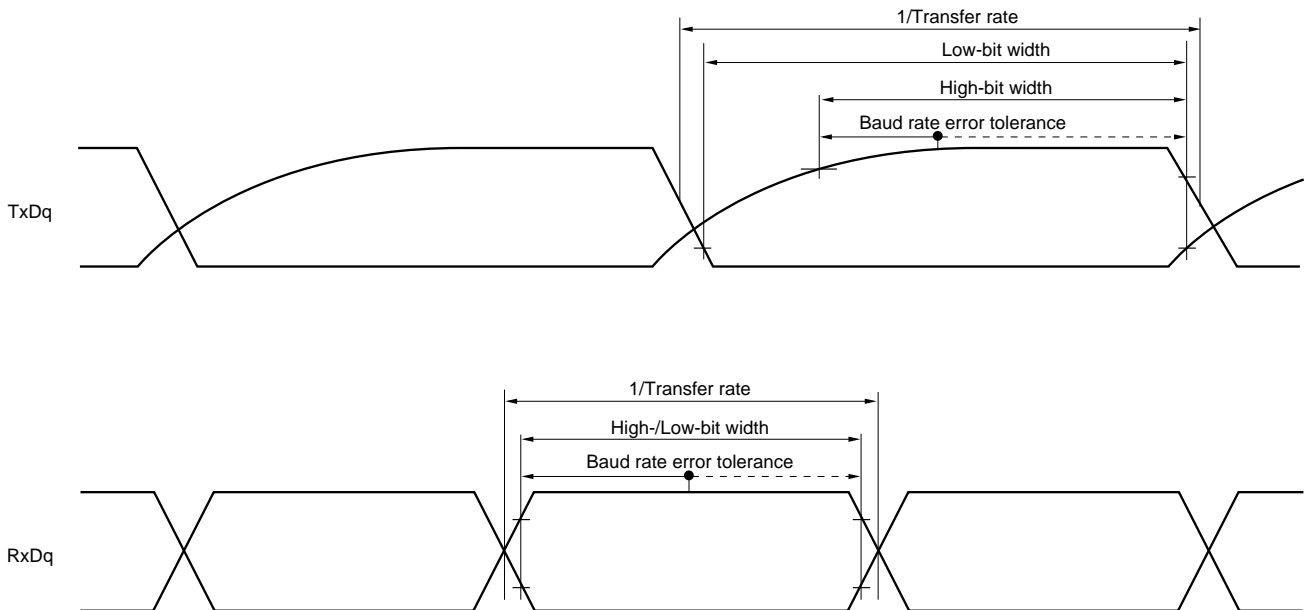 1/Transfer rate
Low-bit width
High-bit width
Baud rate error tolerance
TxDq
1/Transfer rate
High-/Low-bit width
Baud rate error tolerance
RxDq